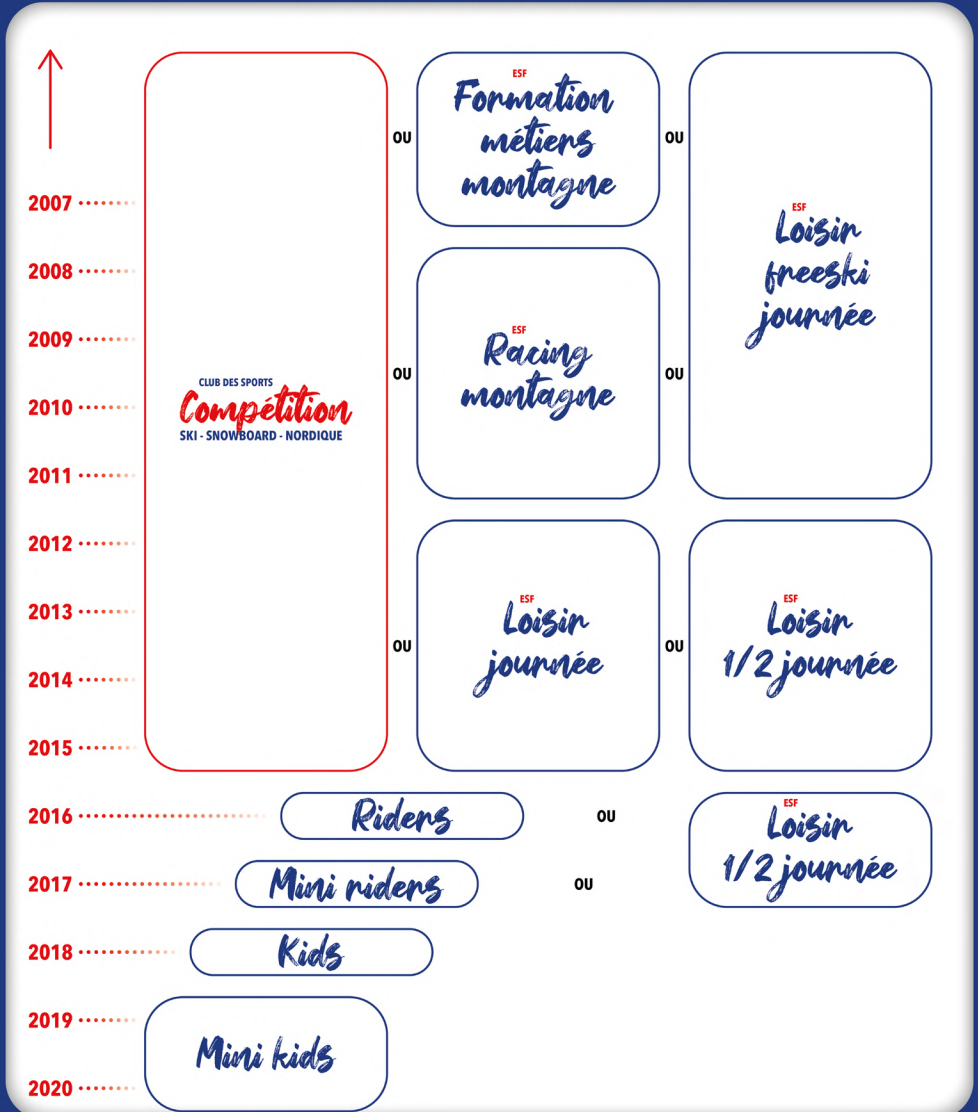 ESF
Formation
métiers
montagne
OU
OU
2007
ESF
Loisir
freeski
journée
2008
2009
ESF
Racing
montagne
OU
OU
CLUB DES SPORTS
Compétition
SKI - SNOWBOARD - NORDIQUE
2010
2011
2012
2013
ESF
Loisir
journée
OU
OU
ESF
Loisir
1/2 journée
2014
2015
2016
Riders
OU
ESF
Loisir
1/2 journée
2017
Mini riders
OU
2018
Kids
2019
Mini kids
2020